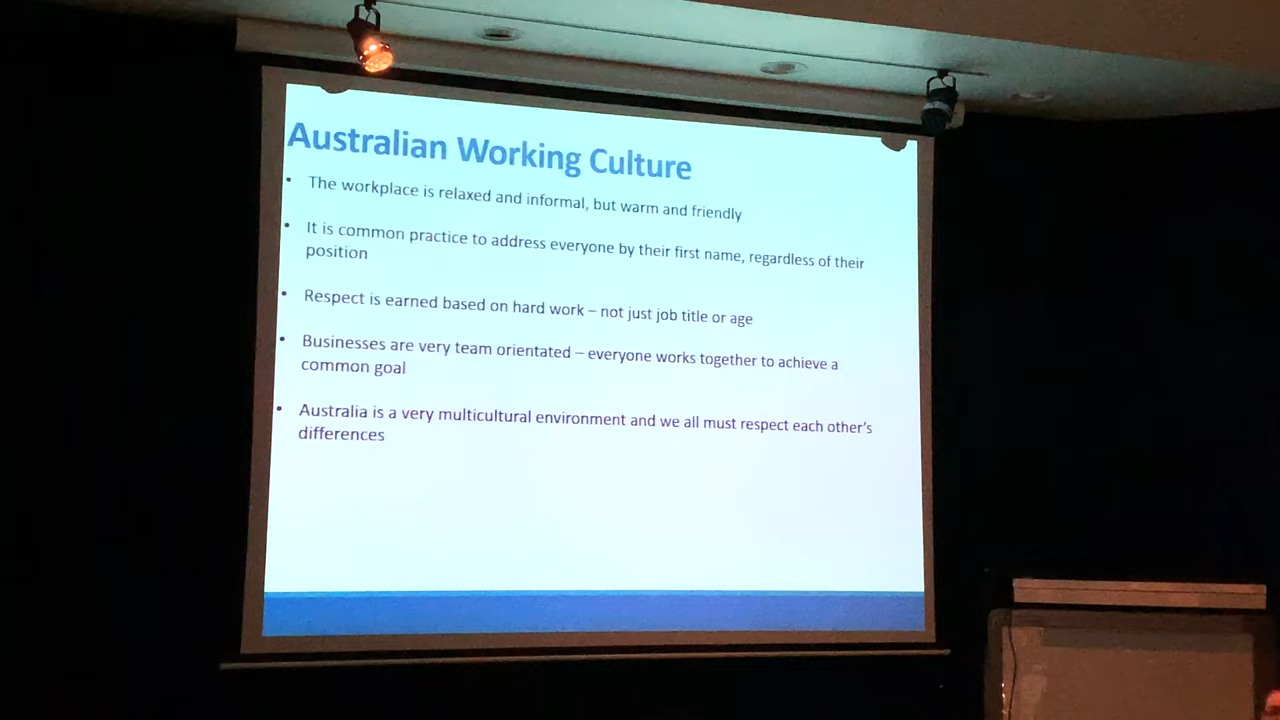 Australian Working Culture
• The workplace is relaxed and informal, but warm and friendly
• It is common practice to address everyone by their first name, regardless of their
position
• Respect is earned based on hard work – not just job title or age
• Businesses are very team orientated – everyone works together to achieve a
common goal
• Australia is a very multicultural environment and we all must respect each other's
differences